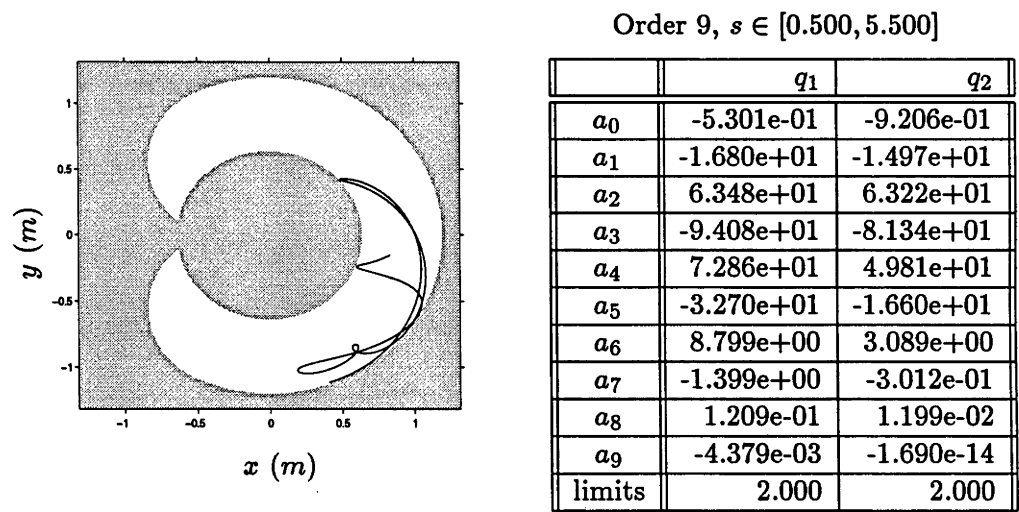 Order 9, s ∈ [0.500, 5.500]
q1 q2
a0 -5.301e-01 -9.206e-01
a1 -1.680e+01 -1.497e+01
a2 6.348e+01 6.322e+01
a3 -9.408e+01 -8.134e+01
a4 7.286e+01 4.981e+01
a5 -3.270e+01 -1.660e+01
a6 8.799e+00 3.089e+00
a7 -1.399e+00 -3.012e-01
a8 1.209e-01 1.199e-02
a9 -4.379e-03 -1.690e-14
limits 2.000 2.000
y (m)
1
0.5
0
-0.5
-1
-1 -0.5 0 0.5 1
x (m)